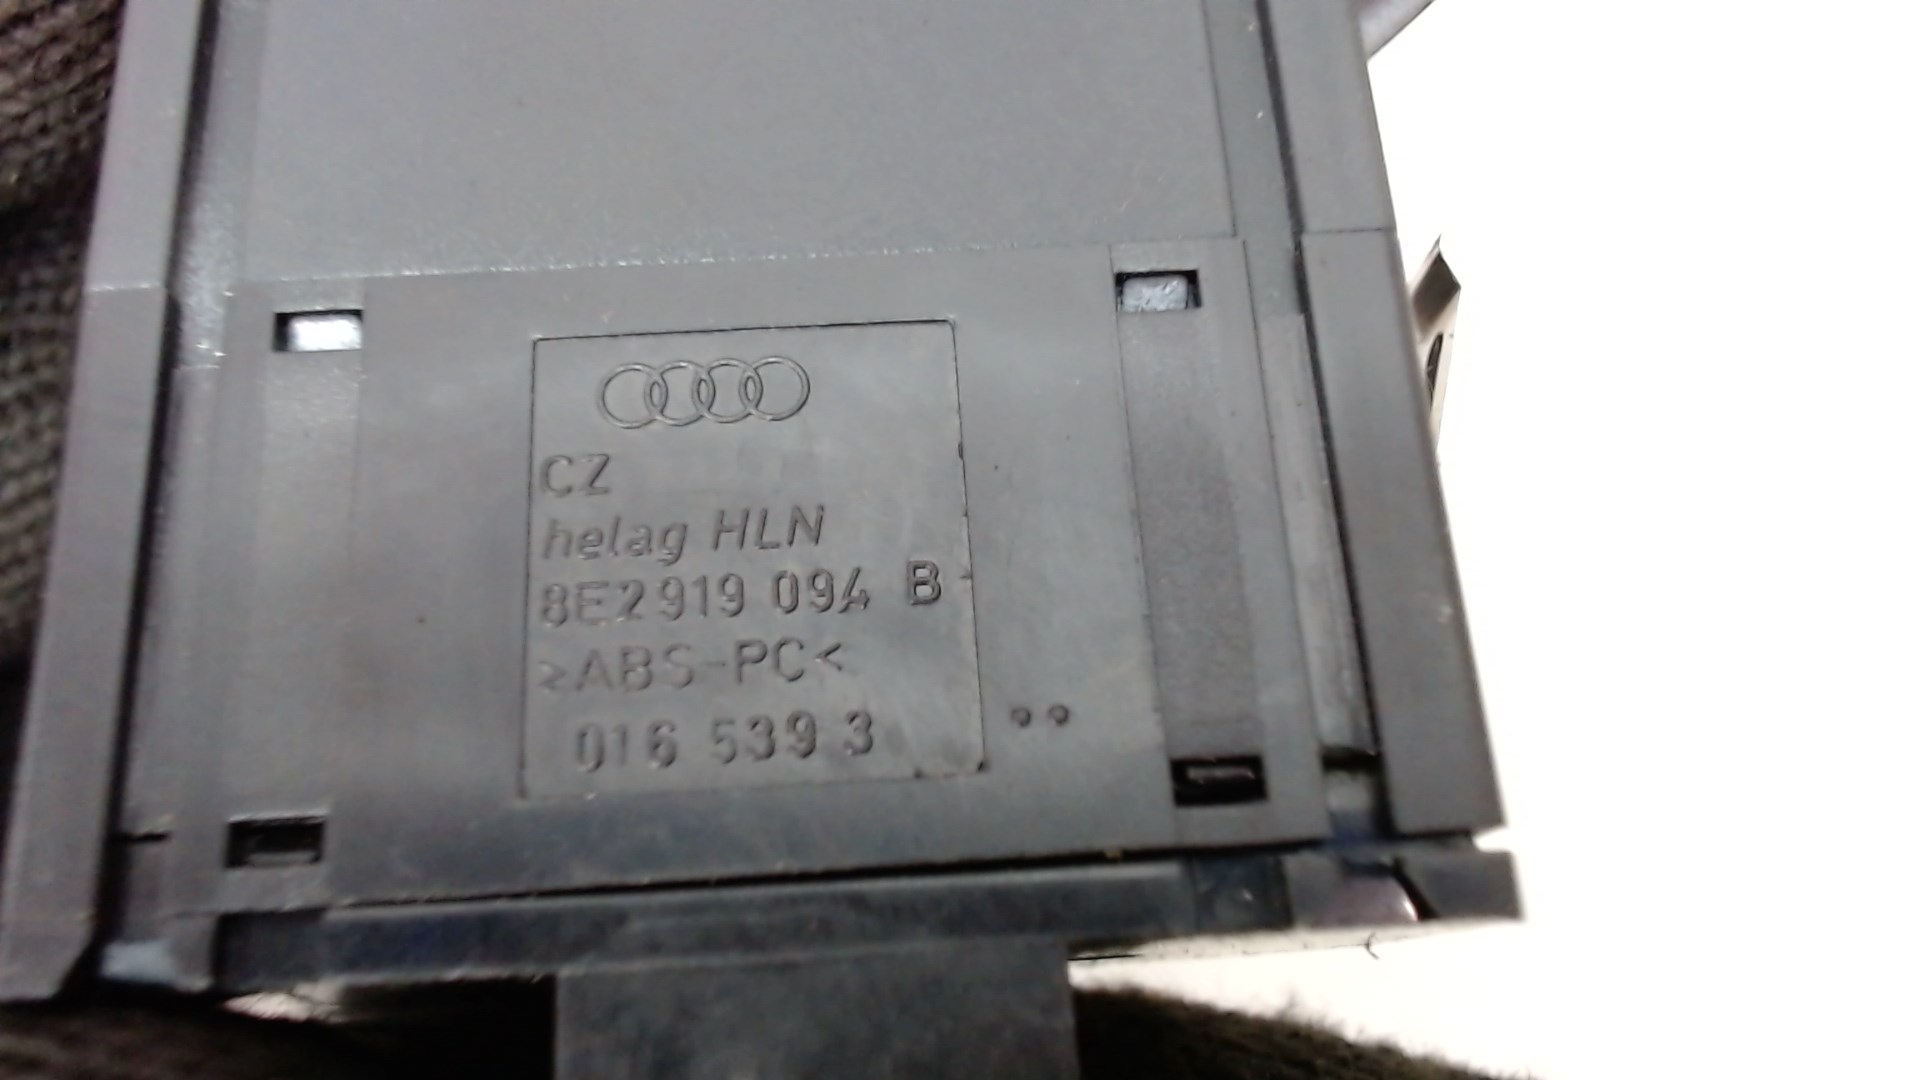 CZ
helag HLN
8E2 919 094 B
>ABS-PC<
016 539 3